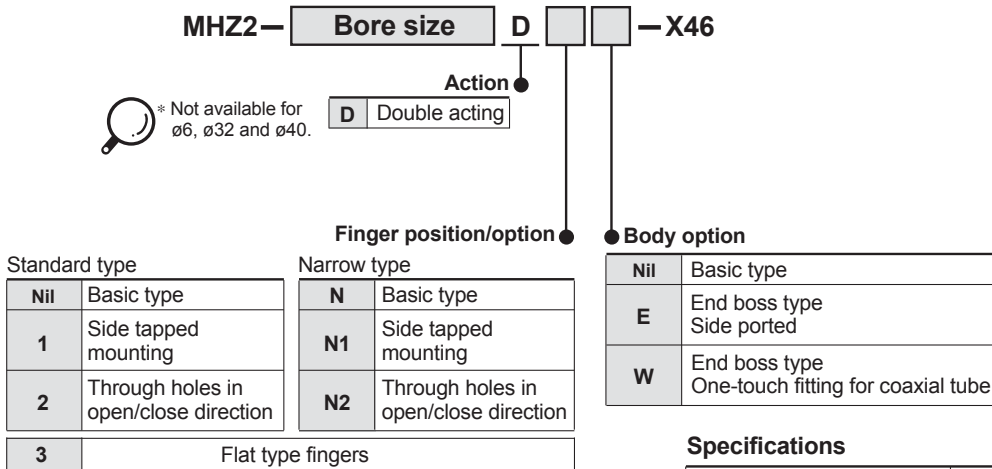 MHZ2— Bore size D — X46
Action
* Not available for
ø6, ø32 and ø40.
D Double acting
Finger position/option
Body option
Standard type
Nil Basic type
1 Side tapped
mounting
2 Through holes in
open/close direction
Narrow type
N Basic type
N1 Side tapped
mounting
N2 Through holes in
open/close direction
3 Flat type fingers
Nil Basic type
E End boss type
Side ported
W End boss type
One-touch fitting for coaxial tube
Specifications